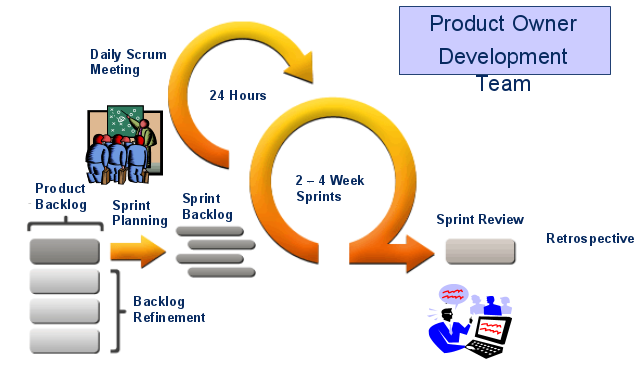 Product Owner
Development
Team
Daily Scrum
Meeting
24 Hours
2 – 4 Week
Sprints
Product
Backlog
Sprint
Planning
Sprint
Backlog
Sprint Review
Retrospective
Backlog
Refinement